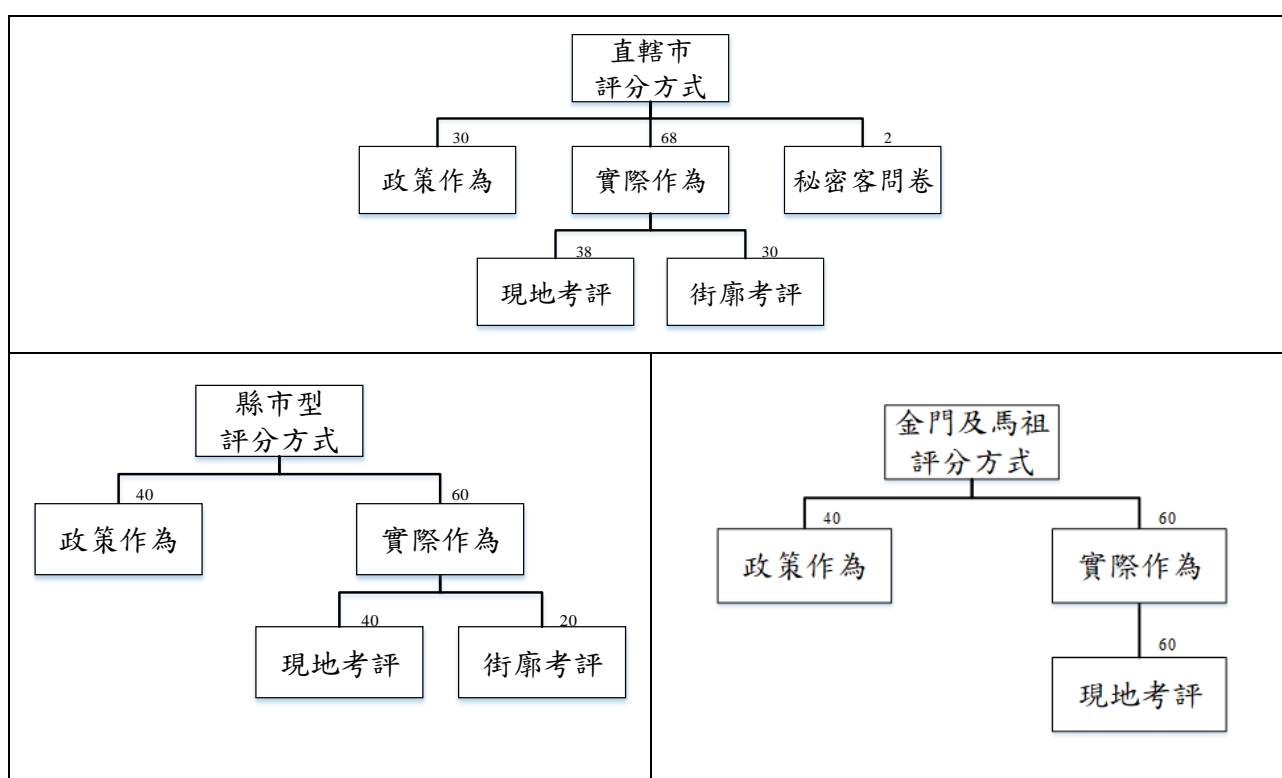 直轄市
評分方式
30
68
2
政策作為
實際作為
秘密客問卷
38
30
現地考評
街廓考評
縣市型
評分方式
40
60
政策作為
實際作為
40
20
現地考評
街廓考評
金門及馬祖
評分方式
40
60
政策作為
實際作為
60
現地考評